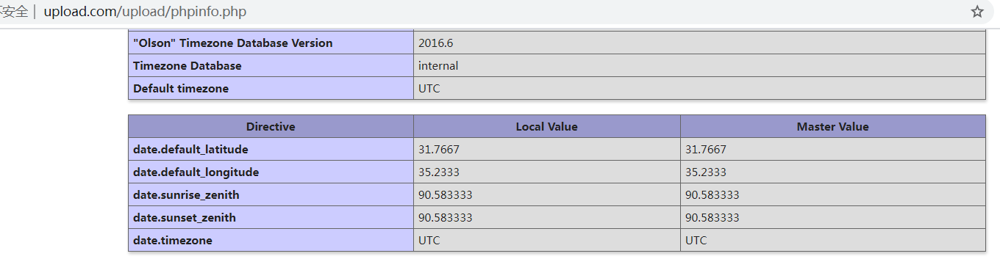 不安全 | upload.com/upload/phpinfo.php
"Olson" Timezone Database Version 2016.6
Timezone Database internal
Default timezone UTC
Directive Local Value Master Value
date.default_latitude 31.7667 31.7667
date.default_longitude 35.2333 35.2333
date.sunrise_zenith 90.583333 90.583333
date.sunset_zenith 90.583333 90.583333
date.timezone UTC UTC